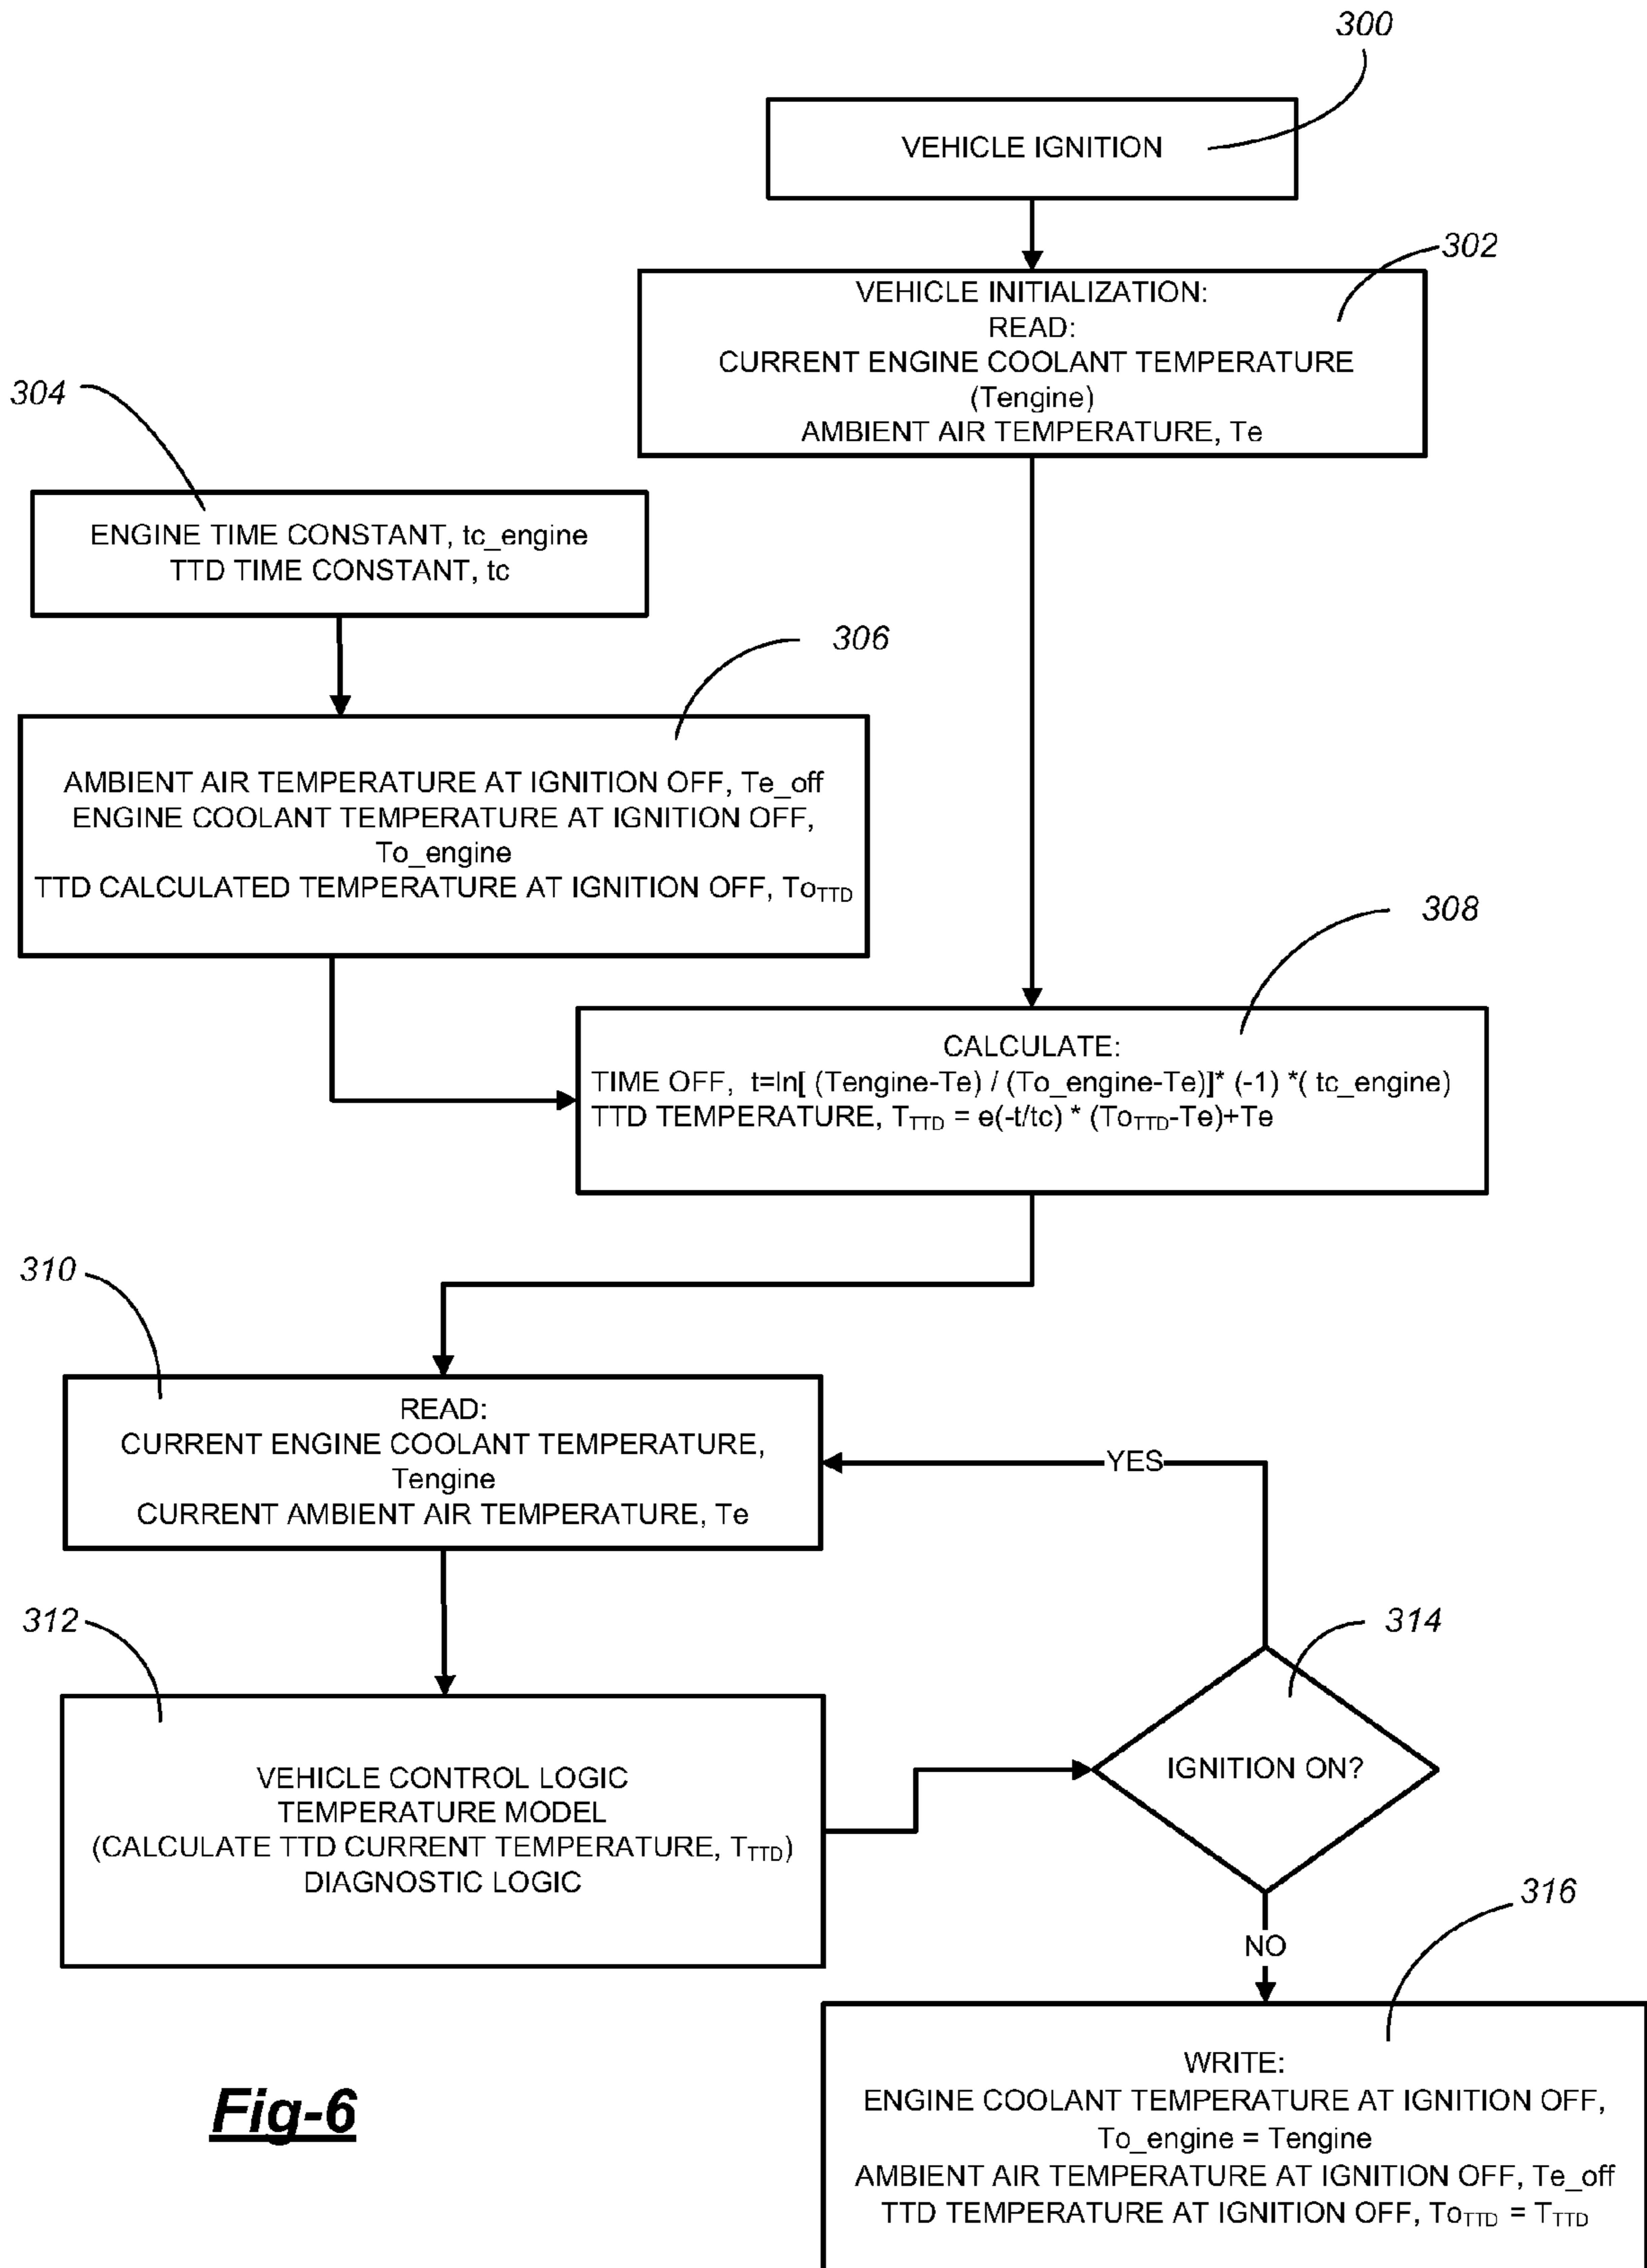 300
VEHICLE IGNITION
302
VEHICLE INITIALIZATION:
READ:
CURRENT ENGINE COOLANT TEMPERATURE
(Tengine)
AMBIENT AIR TEMPERATURE, Te
304
ENGINE TIME CONSTANT, tc_engine
TTD TIME CONSTANT, tc
306
AMBIENT AIR TEMPERATURE AT IGNITION OFF, Te_off
ENGINE COOLANT TEMPERATURE AT IGNITION OFF,
To_engine
TTD CALCULATED TEMPERATURE AT IGNITION OFF, ToTTD
308
CALCULATE:
TIME OFF, t=ln[ (Tengine-Te) / (To_engine-Te)]* (-1) *( tc_engine)
TTD TEMPERATURE, TTTD = e(-t/tc) * (ToTTD-Te)+Te
310
READ:
CURRENT ENGINE COOLANT TEMPERATURE,
Tengine
CURRENT AMBIENT AIR TEMPERATURE, Te
YES
312
VEHICLE CONTROL LOGIC
TEMPERATURE MODEL
(CALCULATE TTD CURRENT TEMPERATURE, TTTD)
DIAGNOSTIC LOGIC
314
IGNITION ON?
NO
316
WRITE:
ENGINE COOLANT TEMPERATURE AT IGNITION OFF,
To_engine = Tengine
AMBIENT AIR TEMPERATURE AT IGNITION OFF, Te_off
TTD TEMPERATURE AT IGNITION OFF, ToTTD = TTTD
Fig-6